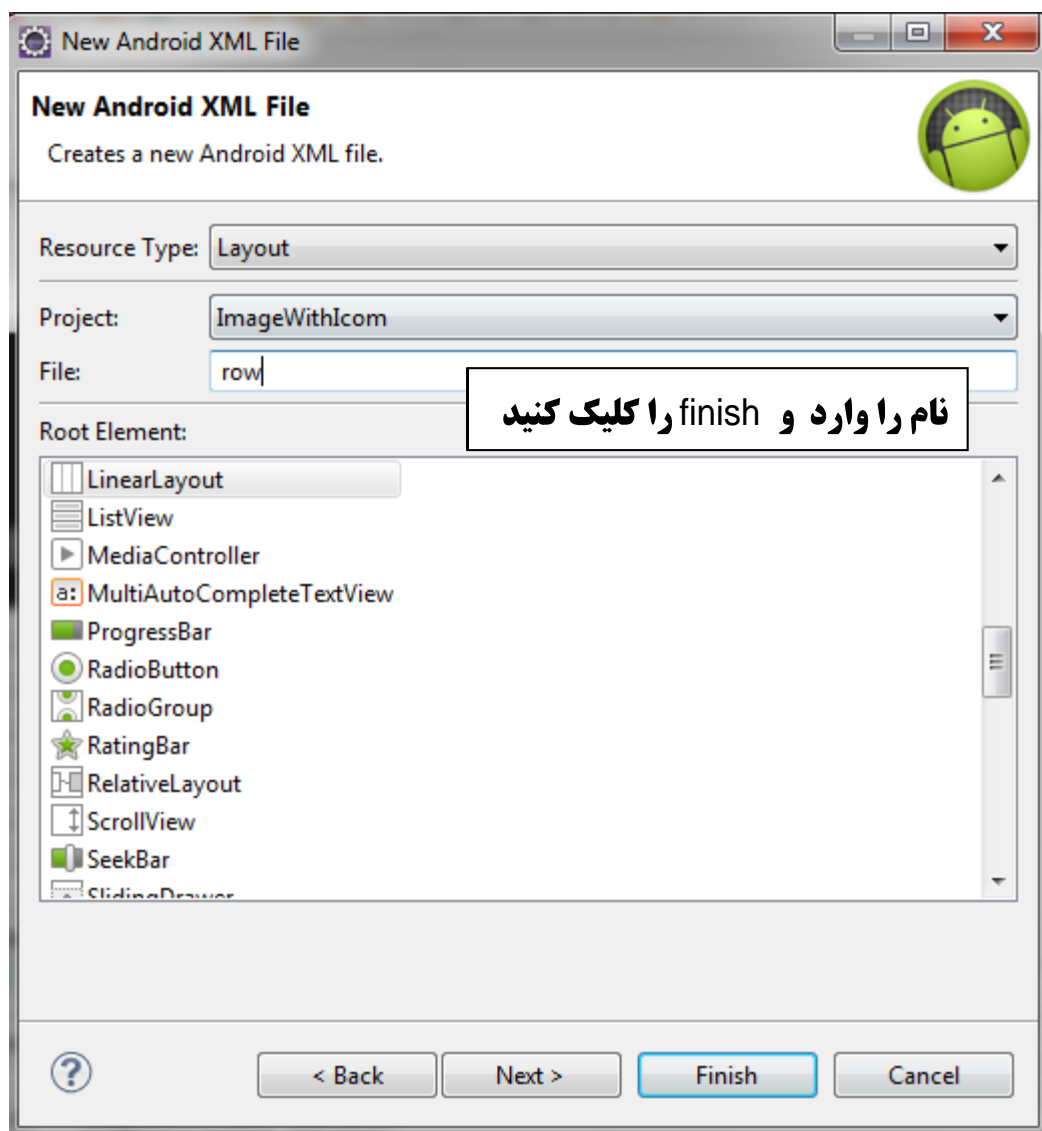 New Android XML File
New Android XML File
Creates a new Android XML file.
Resource Type: Layout
Project: ImageWithIcom
File: row
نام را وارد و finish را کلیک کنید
Root Element:
LinearLayout
ListView
MediaController
a: MultiAutoCompleteTextView
ProgressBar
RadioButton
RadioGroup
RatingBar
RelativeLayout
ScrollView
SeekBar
SlidingDrawer
? < Back Next > Finish Cancel